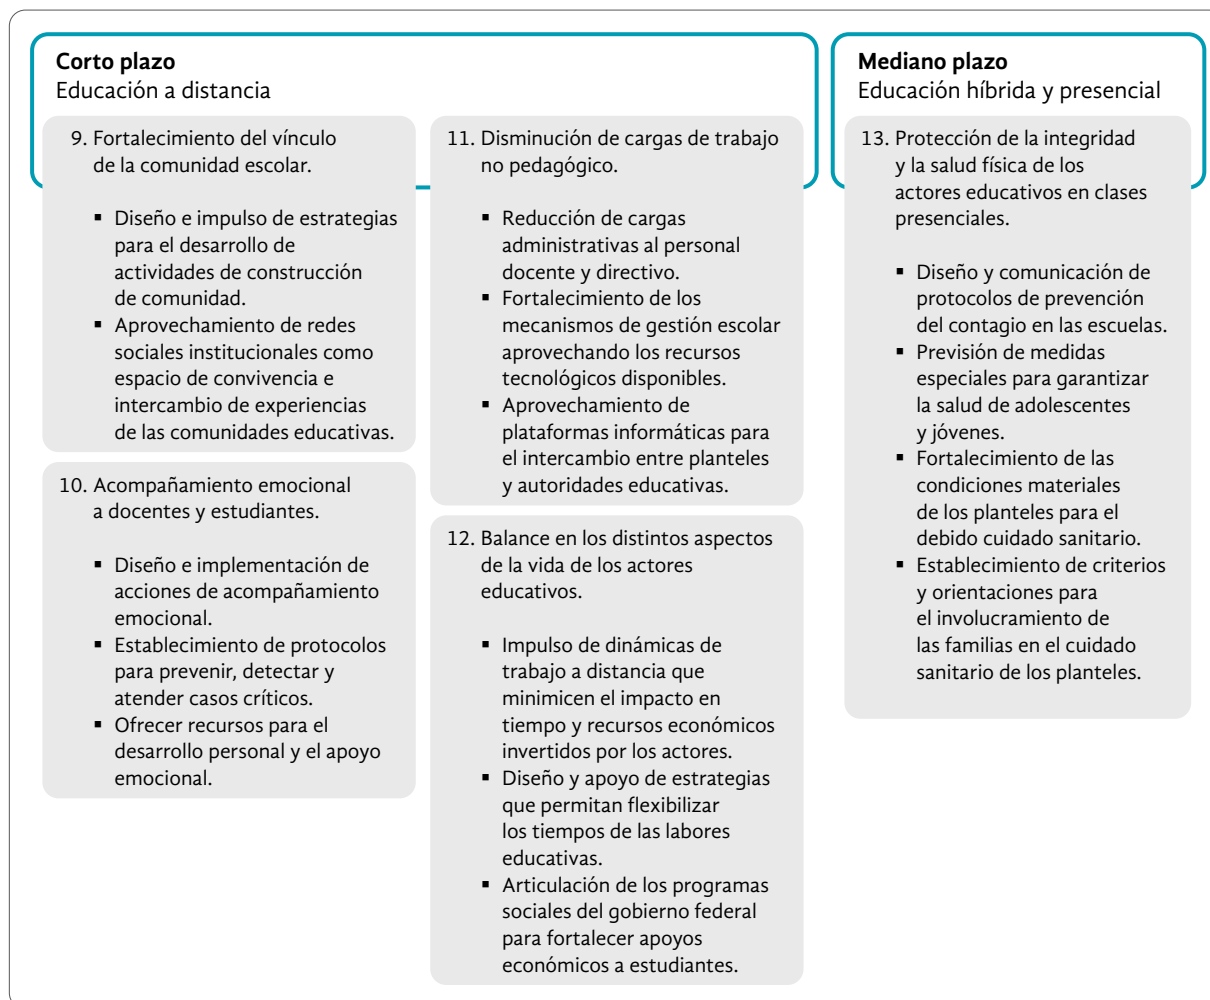 Corto plazo
Educación a distancia
9. Fortalecimiento del vínculo
de la comunidad escolar.
▪ Diseño e impulso de estrategias
para el desarrollo de
actividades de construcción
de comunidad.
▪ Aprovechamiento de redes
sociales institucionales como
espacio de convivencia e
intercambio de experiencias
de las comunidades educativas.
10. Acompañamiento emocional
a docentes y estudiantes.
▪ Diseño e implementación de
acciones de acompañamiento
emocional.
▪ Establecimiento de protocolos
para prevenir, detectar y
atender casos críticos.
▪ Ofrecer recursos para el
desarrollo personal y el apoyo
emocional.
11. Disminución de cargas de trabajo
no pedagógico.
▪ Reducción de cargas
administrativas al personal
docente y directivo.
▪ Fortalecimiento de los
mecanismos de gestión escolar
aprovechando los recursos
tecnológicos disponibles.
▪ Aprovechamiento de
plataformas informáticas para
el intercambio entre planteles
y autoridades educativas.
12. Balance en los distintos aspectos
de la vida de los actores
educativos.
▪ Impulso de dinámicas de
trabajo a distancia que
minimicen el impacto en
tiempo y recursos económicos
invertidos por los actores.
▪ Diseño y apoyo de estrategias
que permitan flexibilizar
los tiempos de las labores
educativas.
▪ Articulación de los programas
sociales del gobierno federal
para fortalecer apoyos
económicos a estudiantes.
Mediano plazo
Educación híbrida y presencial
13. Protección de la integridad
y la salud física de los
actores educativos en clases
presenciales.
▪ Diseño y comunicación de
protocolos de prevención
del contagio en las escuelas.
▪ Previsión de medidas
especiales para garantizar
la salud de adolescentes
y jóvenes.
▪ Fortalecimiento de las
condiciones materiales
de los planteles para el
debido cuidado sanitario.
▪ Establecimiento de criterios
y orientaciones para
el involucramiento de
las familias en el cuidado
sanitario de los planteles.